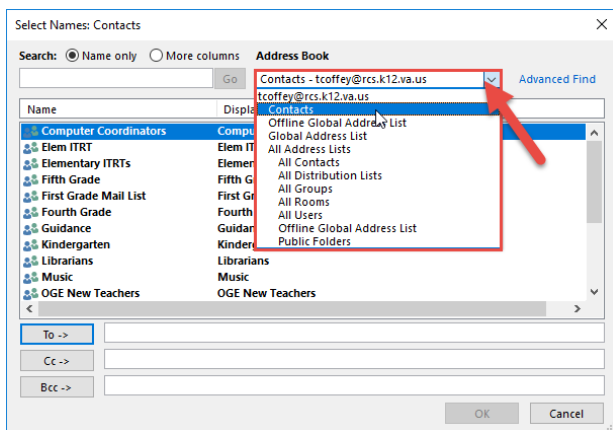 Select Names: Contacts
Search: Name only More columns Address Book
Go Contacts - tcoffey@rcs.k12.va.us Advanced Find
tcoffey@rcs.k12.va.us
Contacts
Offline Global Address List
Global Address List
All Address Lists
All Contacts
All Distribution Lists
All Groups
All Rooms
All Users
Offline Global Address List
Public Folders
Name Displa
Computer Coordinators Compu
Elem ITRT Elem IT
Elementary ITRTs Elemen
Fifth Grade Fifth G
First Grade Mail List First Gr
Fourth Grade Fourth
Guidance Guidan
Kindergarten Kinder
Librarians Librarians
Music Music
OGE New Teachers OGE New Teachers
To ->
Cc ->
Bcc ->
OK Cancel